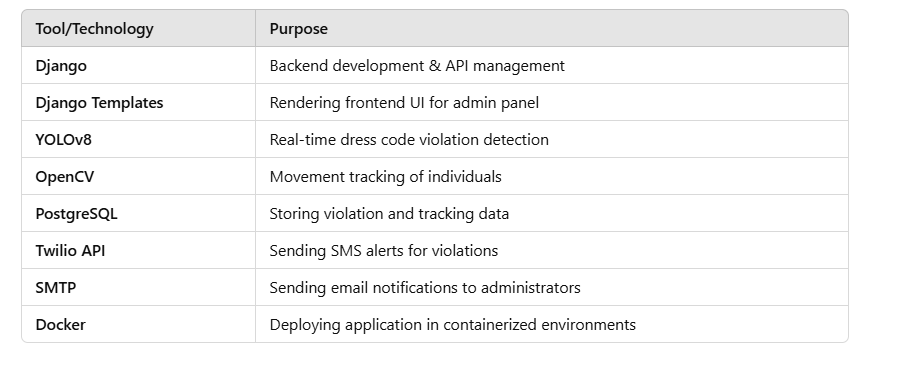 Tool/Technology Purpose
Django Backend development & API management
Django Templates Rendering frontend UI for admin panel
YOLOv8 Real-time dress code violation detection
OpenCV Movement tracking of individuals
PostgreSQL Storing violation and tracking data
Twilio API Sending SMS alerts for violations
SMTP Sending email notifications to administrators
Docker Deploying application in containerized environments